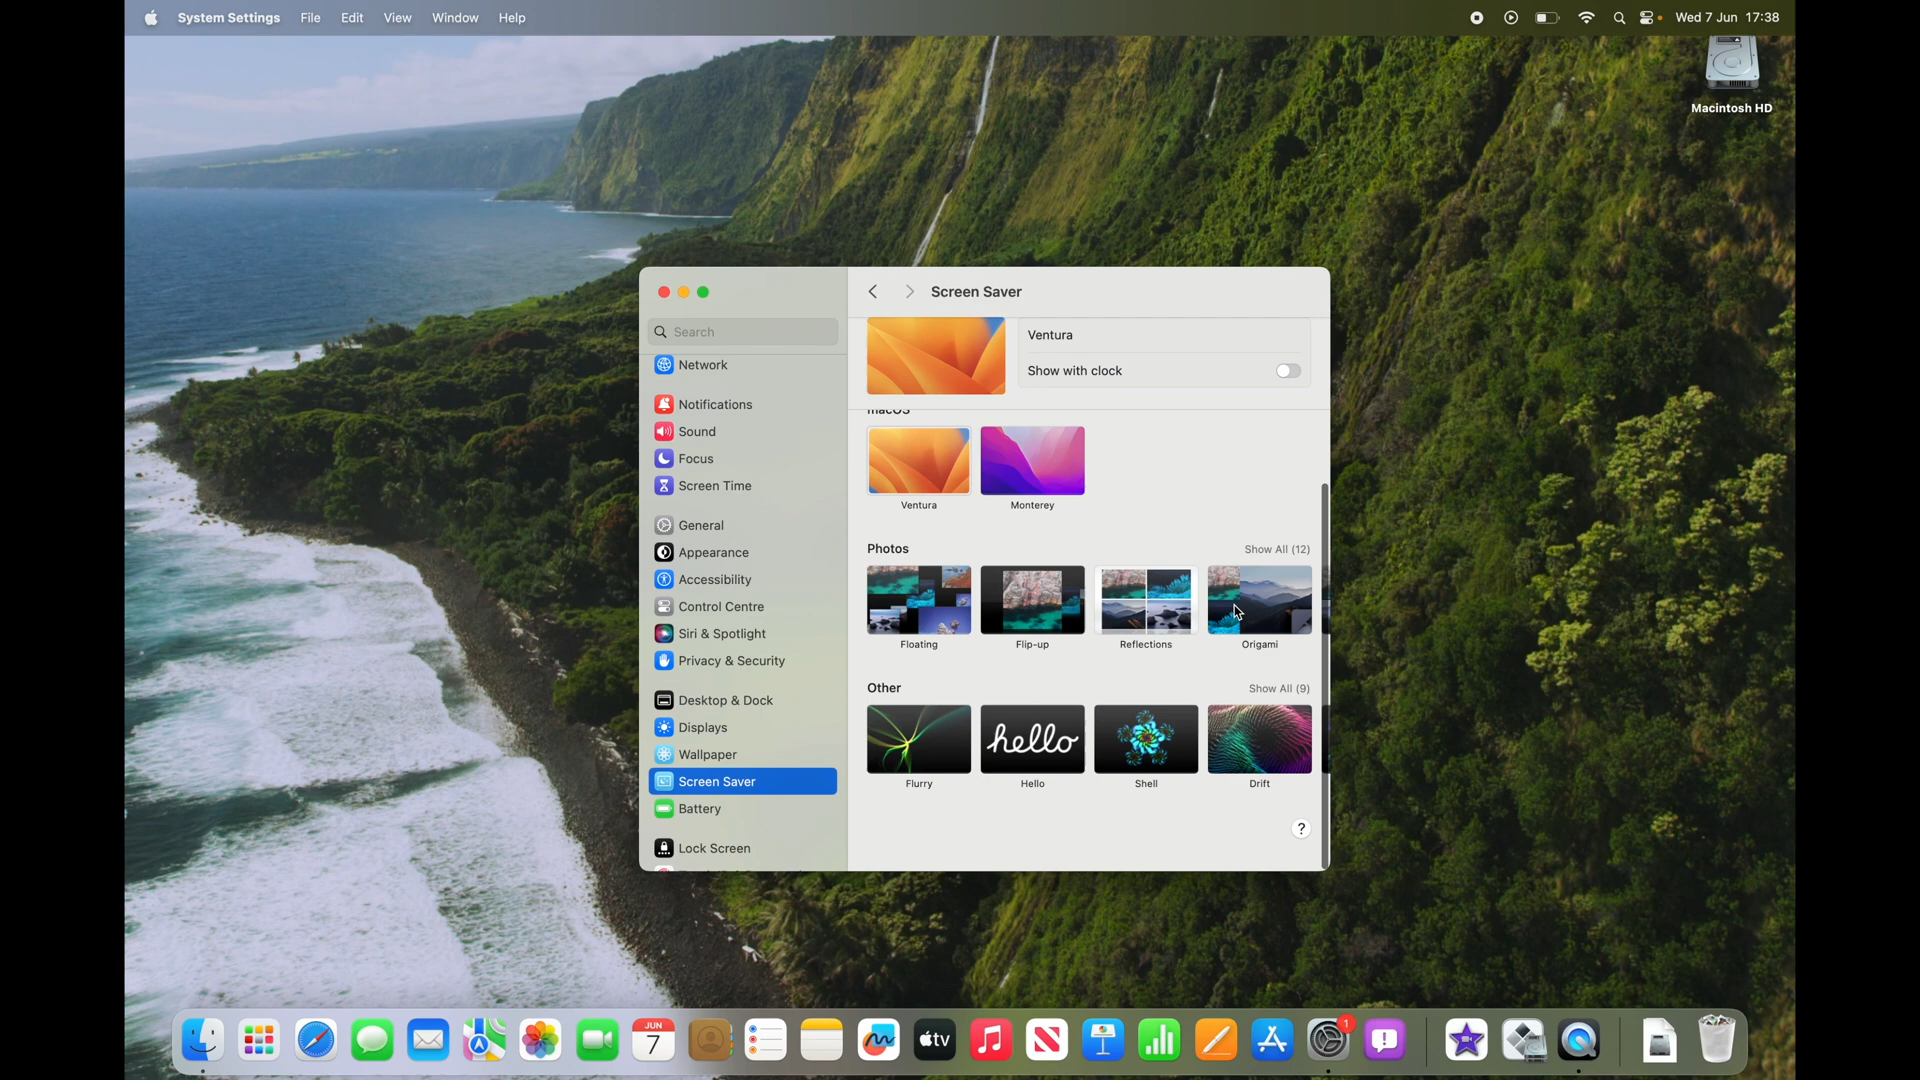 System Settings File Edit View Window Help
Wed 7 Jun 17:38
Macintosh HD
Screen Saver
Search
Network
Notifications
Sound
Focus
Screen Time
General
Appearance
Accessibility
Control Centre
Siri & Spotlight
Privacy & Security
Desktop & Dock
Displays
Wallpaper
Screen Saver
Battery
Lock Screen
Ventura
Show with clock
macOS
Ventura Monterey
Photos Show All (12)
Floating Flip-up Reflections Origami
Other Show All (9)
hello
Flurry Hello Shell Drift
?
JUN
7
tv
1